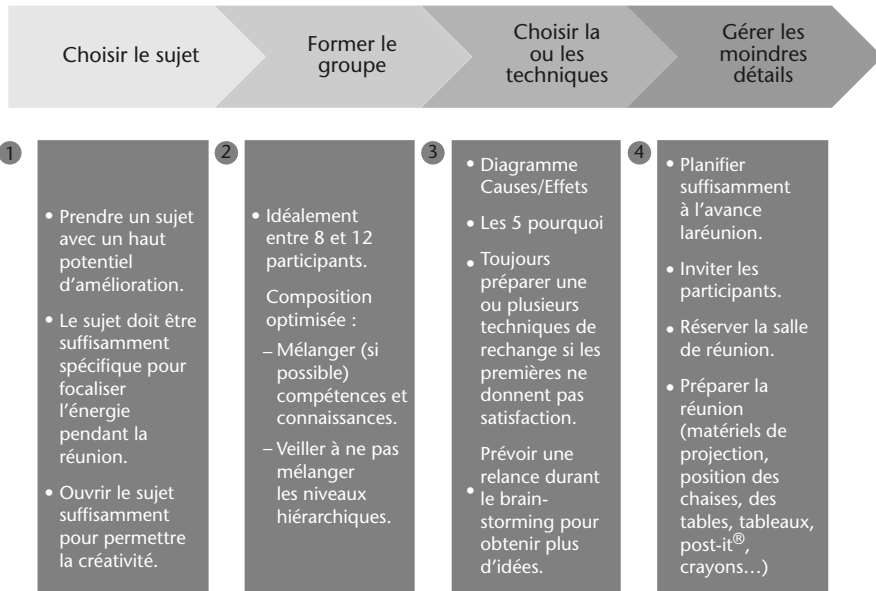 Choisir le sujet
Former le
groupe
Choisir la
ou les
techniques
Gérer les
moindres
détails
1
• Prendre un sujet
avec un haut
potentiel
d’amélioration.
• Le sujet doit être
suffisamment
spécifique pour
focaliser
l’énergie
pendant la
réunion.
• Ouvrir le sujet
suffisamment
pour permettre
la créativité.
2
• Idéalement
entre 8 et 12
participants.
Composition
optimisée :
– Mélanger (si
possible)
compétences et
connaissances.
– Veiller à ne pas
mélanger
les niveaux
hiérarchiques.
3
• Diagramme
Causes/Effets
• Les 5 pourquoi
• Toujours
préparer une
ou plusieurs
techniques de
rechange si les
premières ne
donnent pas
satisfaction.
Prévoir une
relance durant
• le brain-
storming pour
obtenir plus
d’idées.
4
• Planifier
suffisamment
à l’avance
laréunion.
• Inviter les
participants.
• Réserver la salle
de réunion.
• Préparer la
réunion
(matériels de
projection,
position des
chaises, des
tables, tableaux,
post-it®,
crayons…)